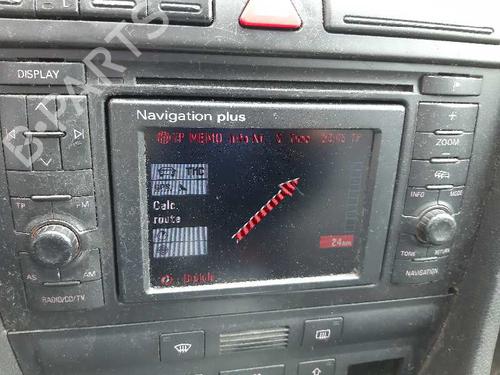 DISPLAY
Navigation plus
TP MEMO
TMC
Calc.
route
24km
TP
FM
AS
AM
RADIO/CD/TV
ZOOM
INFO
MODE
TONE
RETURN
NAVIGATION
B-PARTS